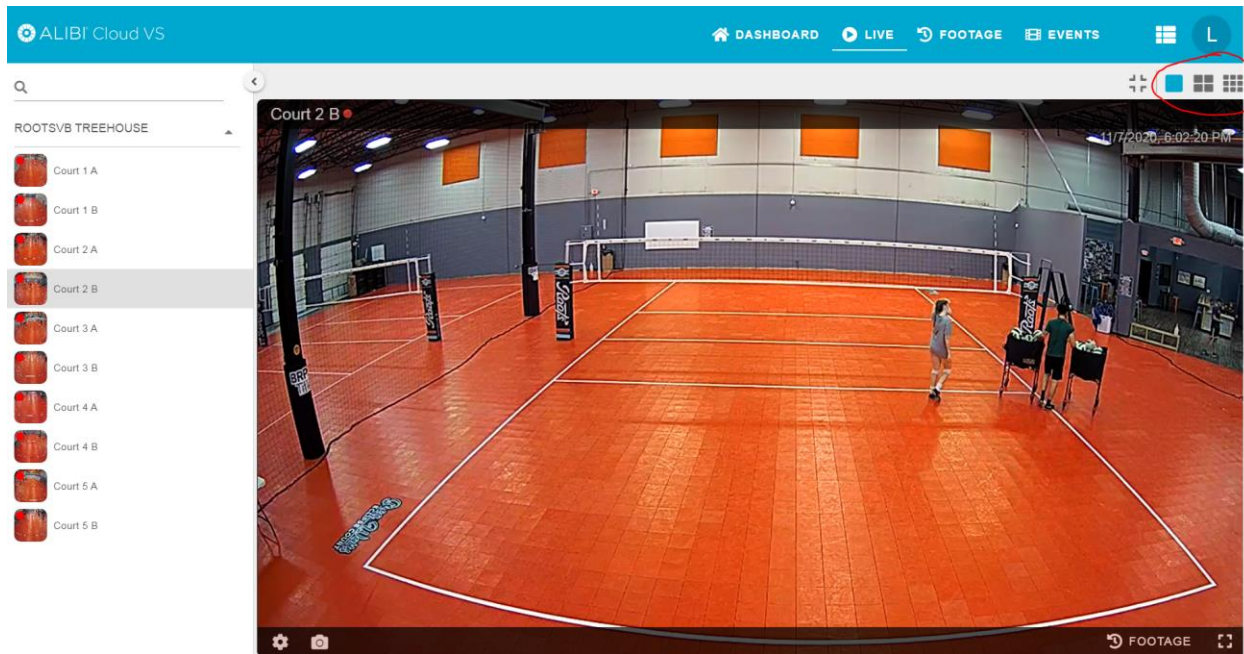 ALIBI® Cloud VS
DASHBOARD LIVE FOOTAGE EVENTS L
ROOTSVB TREEHOUSE
Court 2 B
11/7/2020, 6:02:20 PM
Court 1 A
Court 1 B
Court 2 A
Court 2 B
Court 3 A
Court 3 B
Court 4 A
Court 4 B
Court 5 A
Court 5 B
FOOTAGE